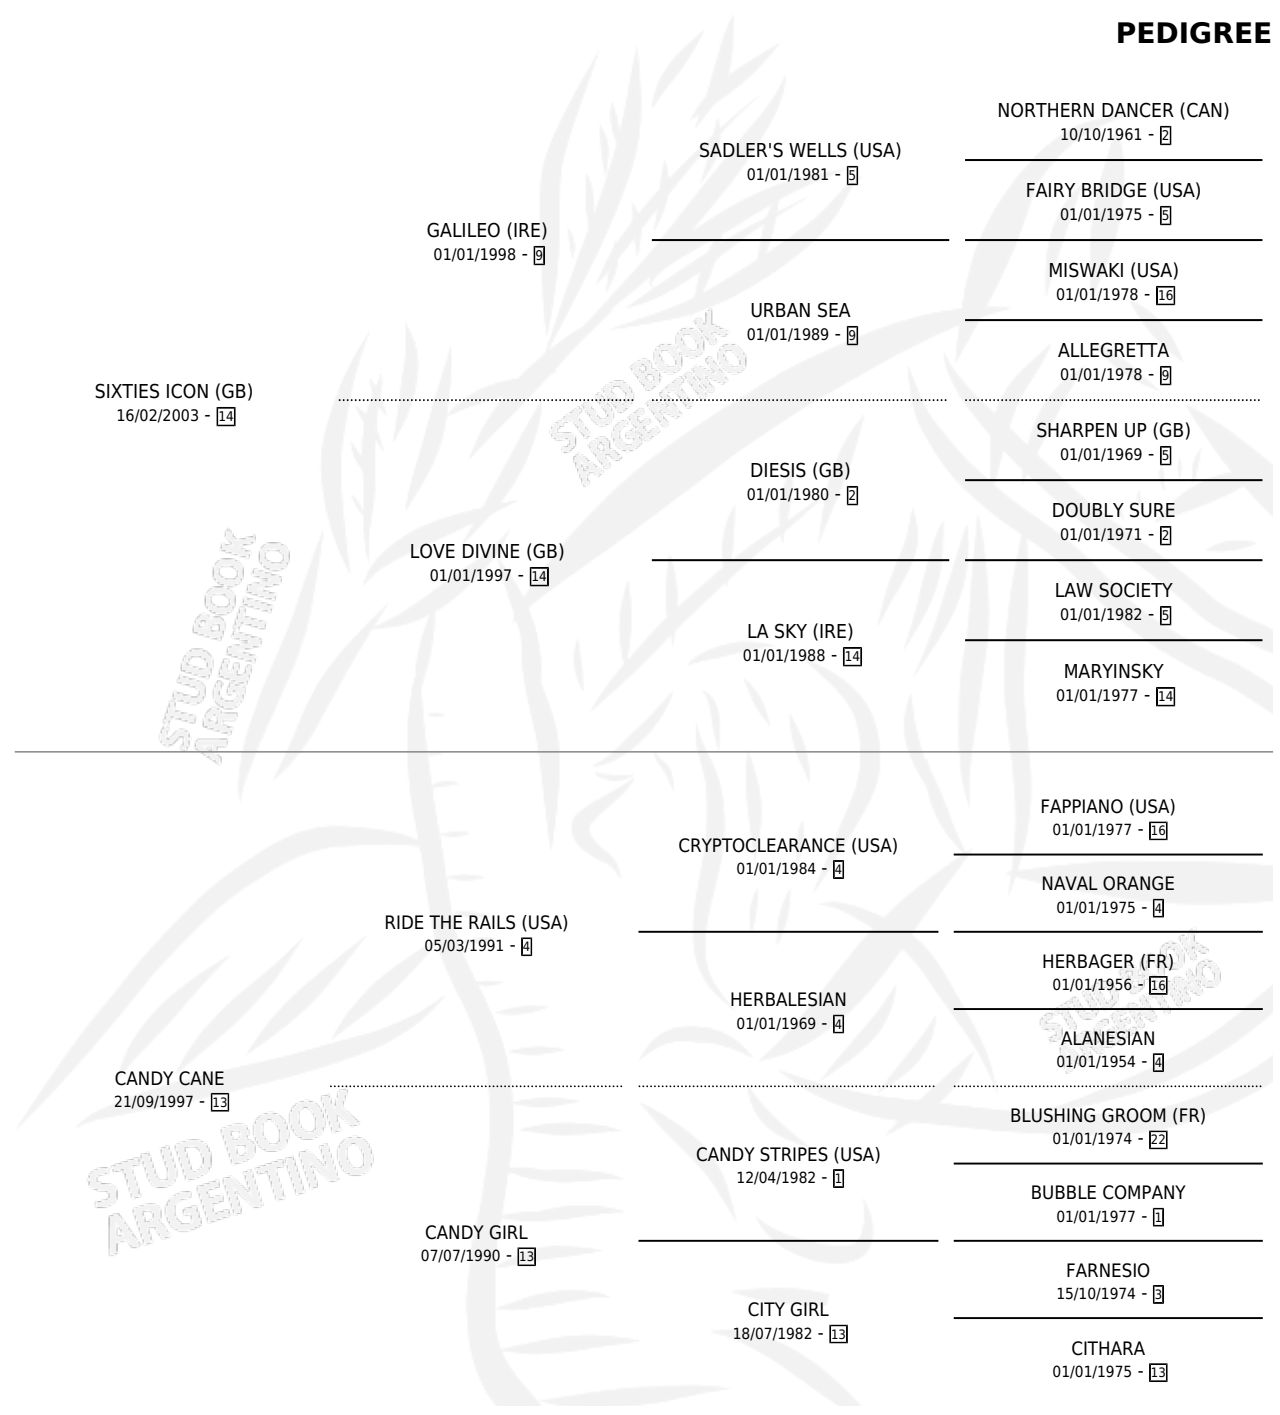 PEDIGREE
NORTHERN DANCER (CAN)
10/10/1961 - 2
SADLER'S WELLS (USA)
01/01/1981 - 5
FAIRY BRIDGE (USA)
01/01/1975 - 5
GALILEO (IRE)
01/01/1998 - 9
MISWAKI (USA)
01/01/1978 - 16
URBAN SEA
01/01/1989 - 9
ALLEGRETTA
01/01/1978 - 9
SIXTIES ICON (GB)
16/02/2003 - 14
SHARPEN UP (GB)
01/01/1969 - 5
DIESIS (GB)
01/01/1980 - 2
DOUBLY SURE
01/01/1971 - 2
LOVE DIVINE (GB)
01/01/1997 - 14
LAW SOCIETY
01/01/1982 - 5
LA SKY (IRE)
01/01/1988 - 14
MARYINSKY
01/01/1977 - 14
FAPPIANO (USA)
01/01/1977 - 16
CRYPTOCLEARANCE (USA)
01/01/1984 - 4
NAVAL ORANGE
01/01/1975 - 4
RIDE THE RAILS (USA)
05/03/1991 - 4
HERBAGER (FR)
01/01/1956 - 16
HERBALESIAN
01/01/1969 - 4
ALANESIAN
01/01/1954 - 4
CANDY CANE
21/09/1997 - 13
BLUSHING GROOM (FR)
01/01/1974 - 22
CANDY STRIPES (USA)
12/04/1982 - 1
BUBBLE COMPANY
01/01/1977 - 1
CANDY GIRL
07/07/1990 - 13
FARNESIO
15/10/1974 - 3
CITY GIRL
18/07/1982 - 13
CITHARA
01/01/1975 - 13
STUD BOOK
ARGENTINO
STUD BOOK
ARGENTINO
STUD BOOK
ARGENTINO
STUD BOOK
ARGENTINO